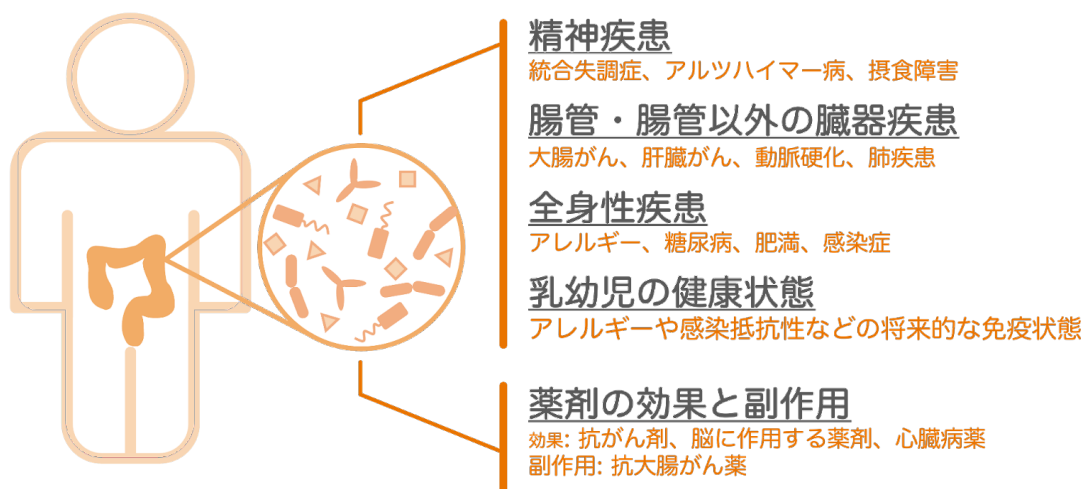 精神疾患
統合失調症、アルツハイマー病、摂食障害
腸管・腸管以外の臓器疾患
大腸がん、肝臓がん、動脈硬化、肺疾患
全身性疾患
アレルギー、糖尿病、肥満、感染症
乳幼児の健康状態
アレルギーや感染抵抗性などの将来的な免疫状態
薬剤の効果と副作用
効果: 抗がん剤、脳に作用する薬剤、心臓病薬
副作用: 抗大腸がん薬